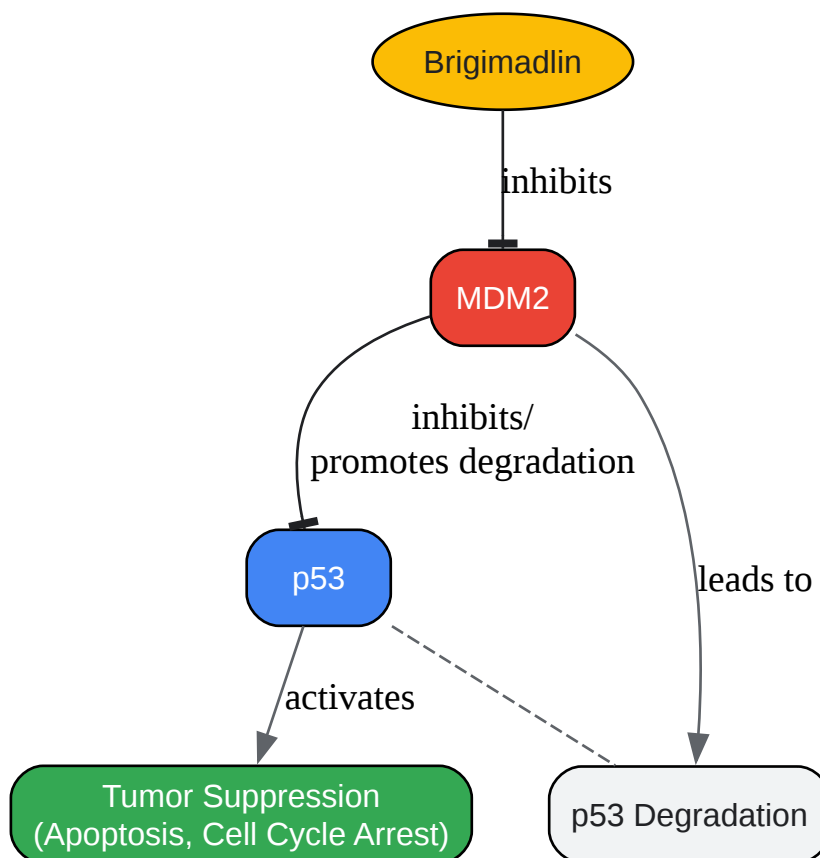 Brigimadlin
inhibits
MDM2
inhibits/
promotes degradation
p53
leads to
activates
Tumor Suppression
(Apoptosis, Cell Cycle Arrest)
p53 Degradation